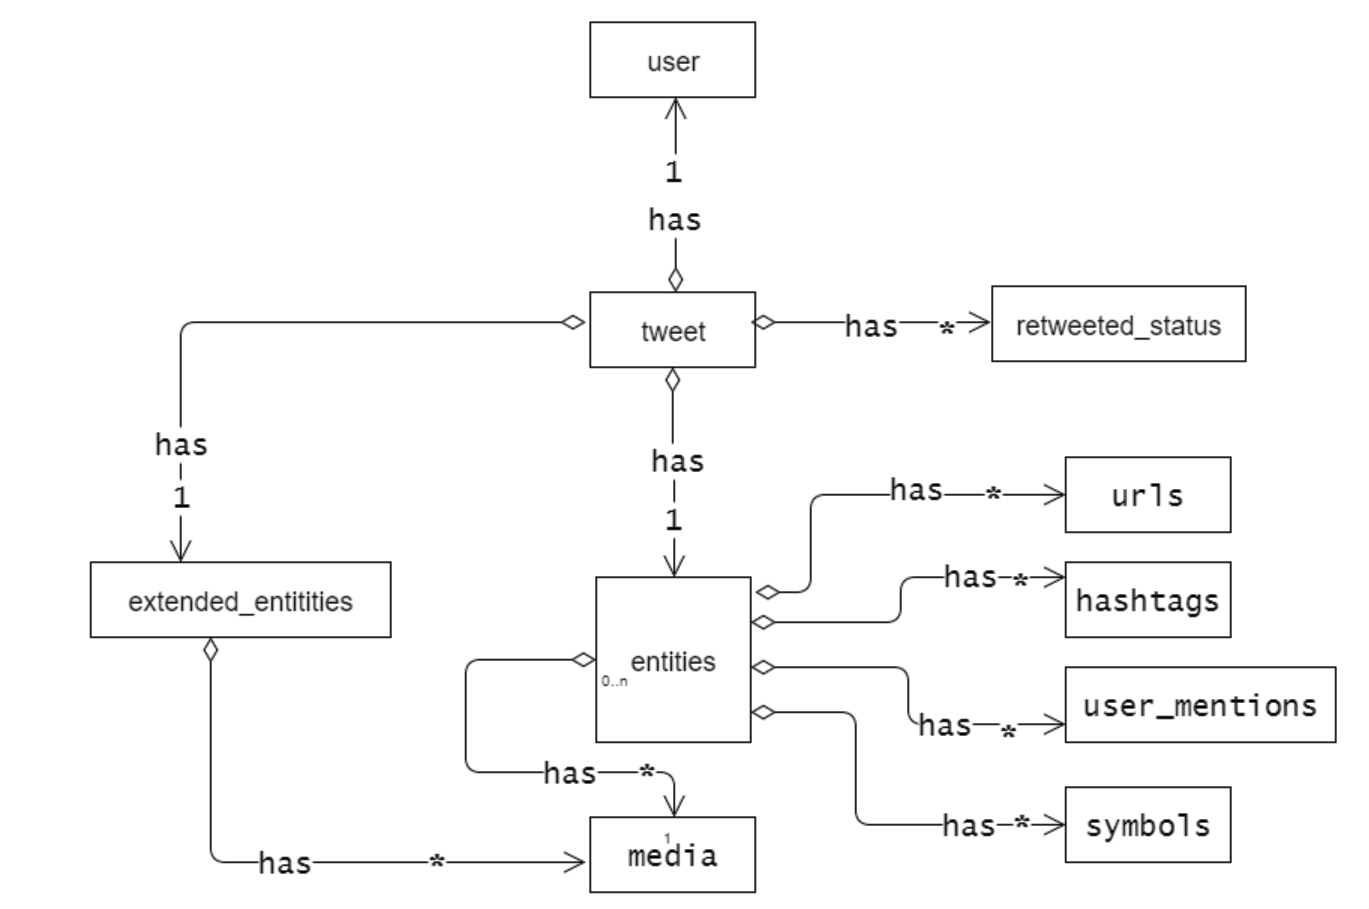 user
1
has
tweet
has
*
retweeted_status
has
1
has
1
has
*
urls
has
*
hashtags
extended_entitities
entities
0..n
has
*
user_mentions
has
*
symbols
has
*
1
media
has
*